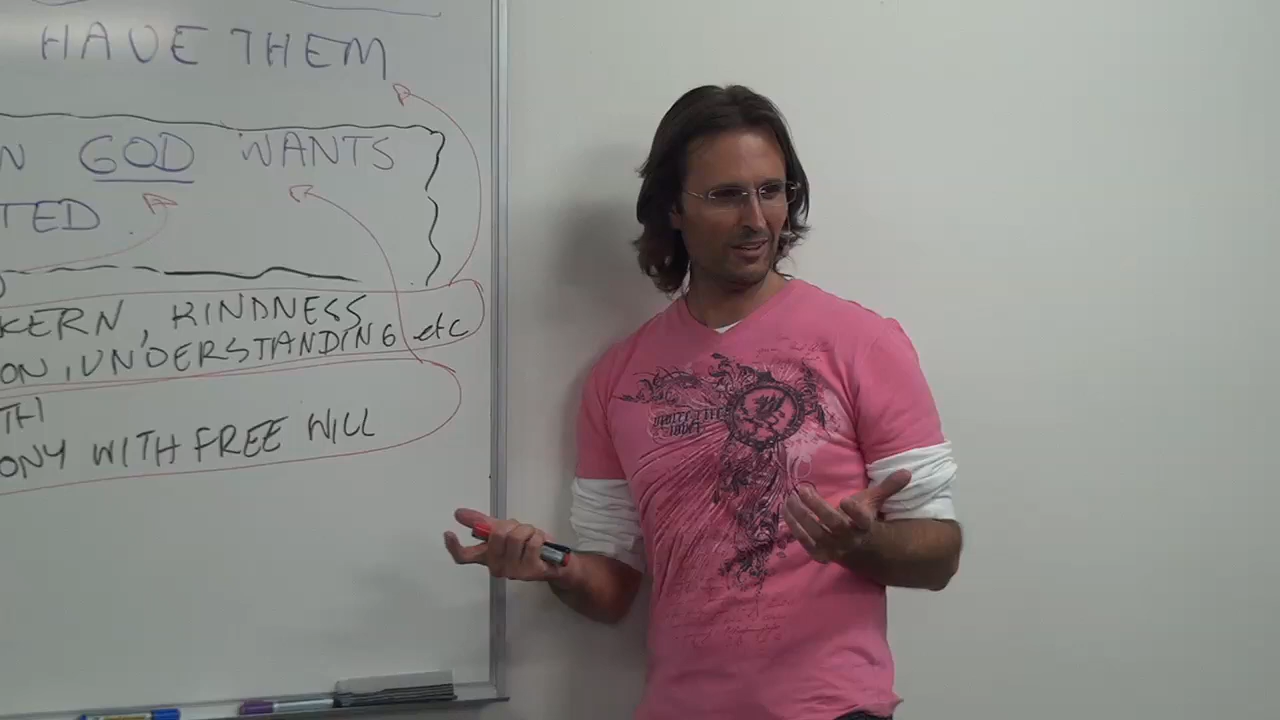 HAVE THEM
N GOD WANTS
TED
KERN, KINDNESS
ON, UNDERSTANDING etc
TH
ONY WITH FREE WILL